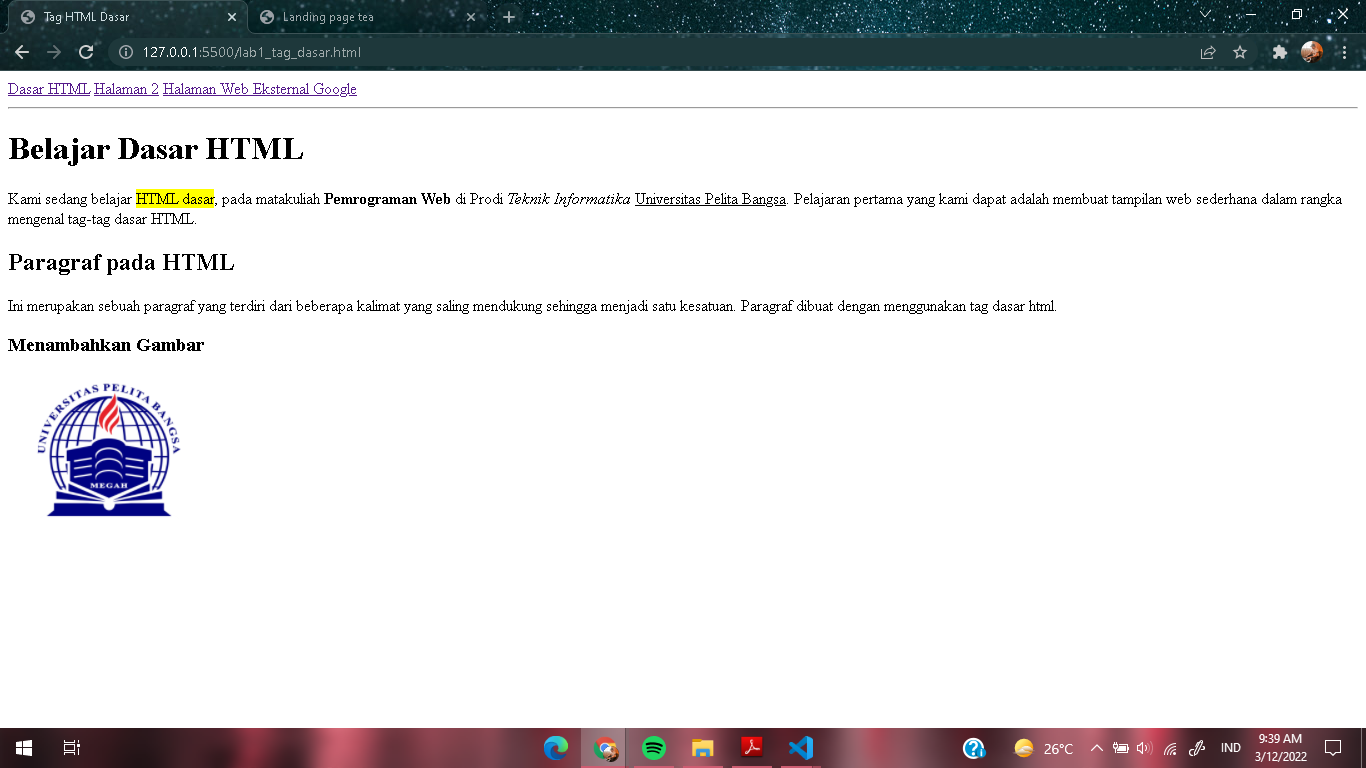 Tag HTML Dasar
Landing page tea
127.0.0.1:5500/lab1_tag_dasar.html
Dasar HTML Halaman 2 Halaman Web Eksternal Google
Belajar Dasar HTML
Kami sedang belajar HTML dasar, pada matakuliah Pemrograman Web di Prodi Teknik Informatika Universitas Pelita Bangsa. Pelajaran pertama yang kami dapat adalah membuat tampilan web sederhana dalam rangka
mengenal tag-tag dasar HTML.
Paragraf pada HTML
Ini merupakan sebuah paragraf yang terdiri dari beberapa kalimat yang saling mendukung sehingga menjadi satu kesatuan. Paragraf dibuat dengan menggunakan tag dasar html.
Menambahkan Gambar
UNIVERSITAS PELITA BANGSA
MEGAH
26°C
IND
9:39 AM
3/12/2022